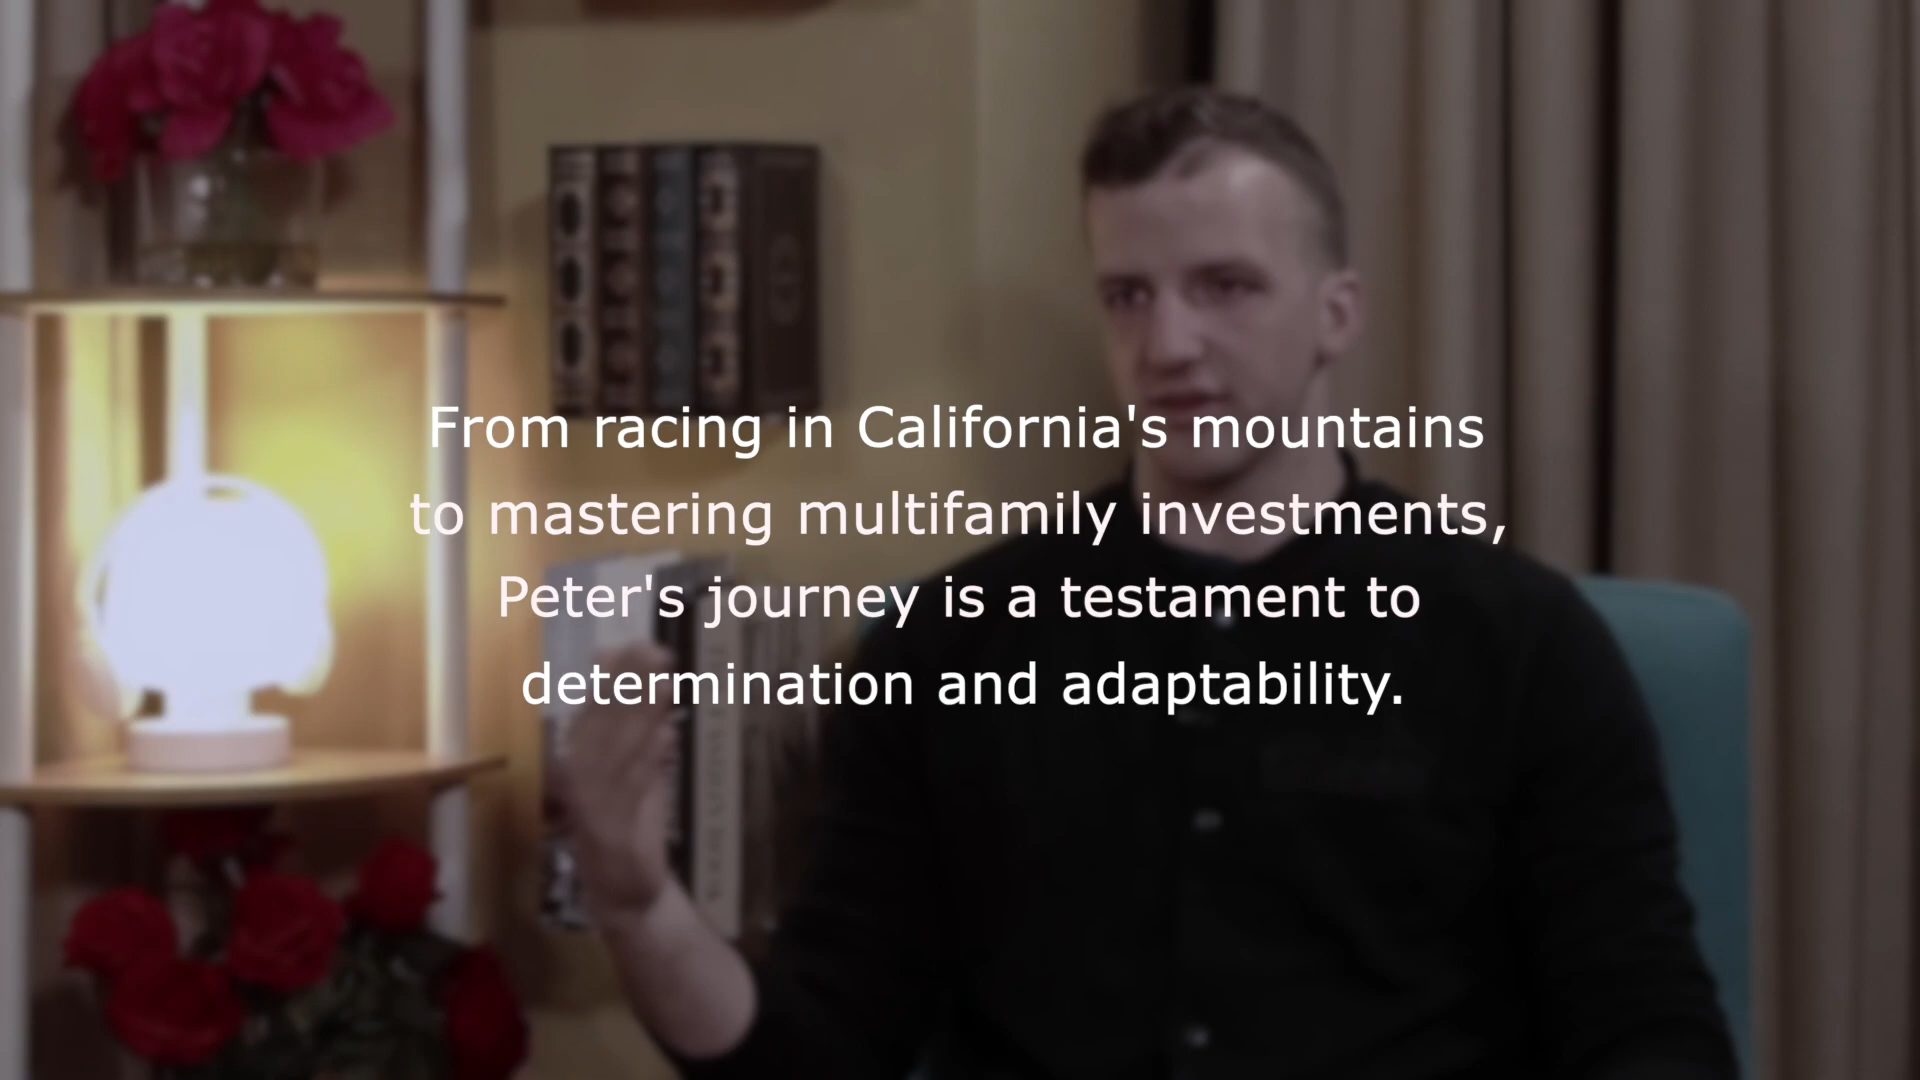 From racing in California's mountains
to mastering multifamily investments,
Peter's journey is a testament to
determination and adaptability.